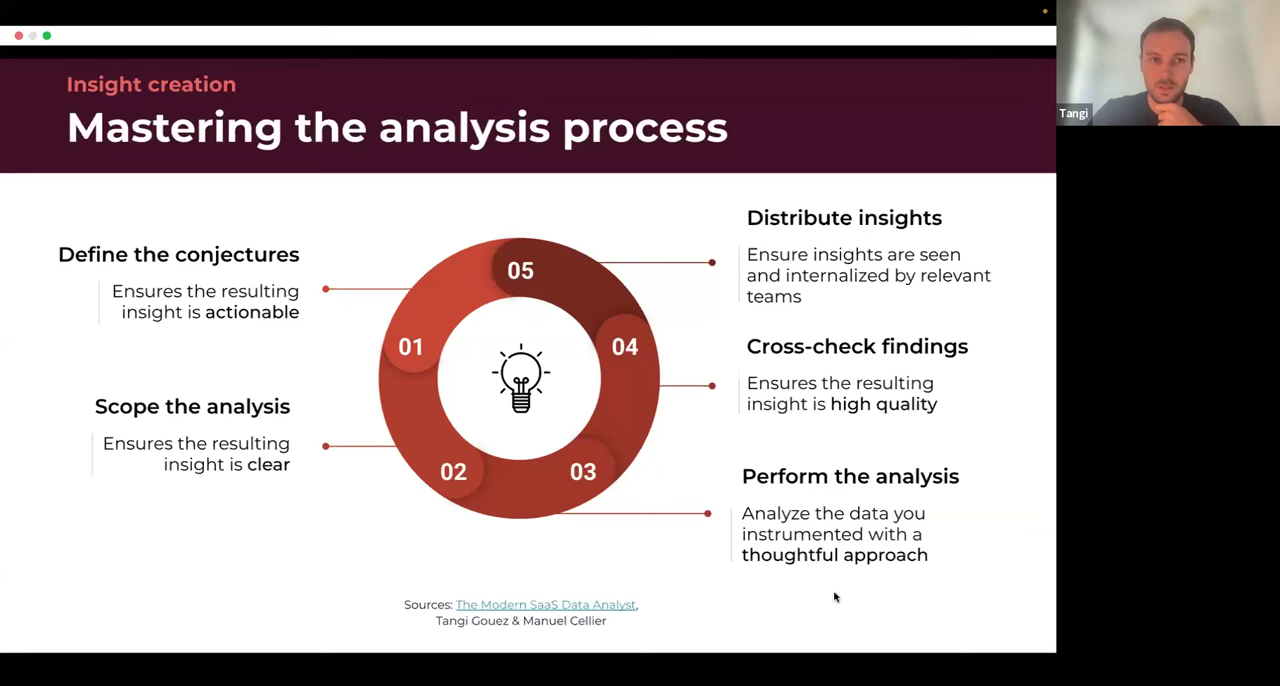 Insight creation
Mastering the analysis process
Define the conjectures
Ensures the resulting
insight is actionable
Scope the analysis
Ensures the resulting
insight is clear
01
02
03
04
05
Distribute insights
Ensure insights are seen
and internalized by relevant
teams
Cross-check findings
Ensures the resulting
insight is high quality
Perform the analysis
Analyze the data you
instrumented with a
thoughtful approach
Sources: The Modern SaaS Data Analyst,
Tangi Gouez & Manuel Cellier
Tangi